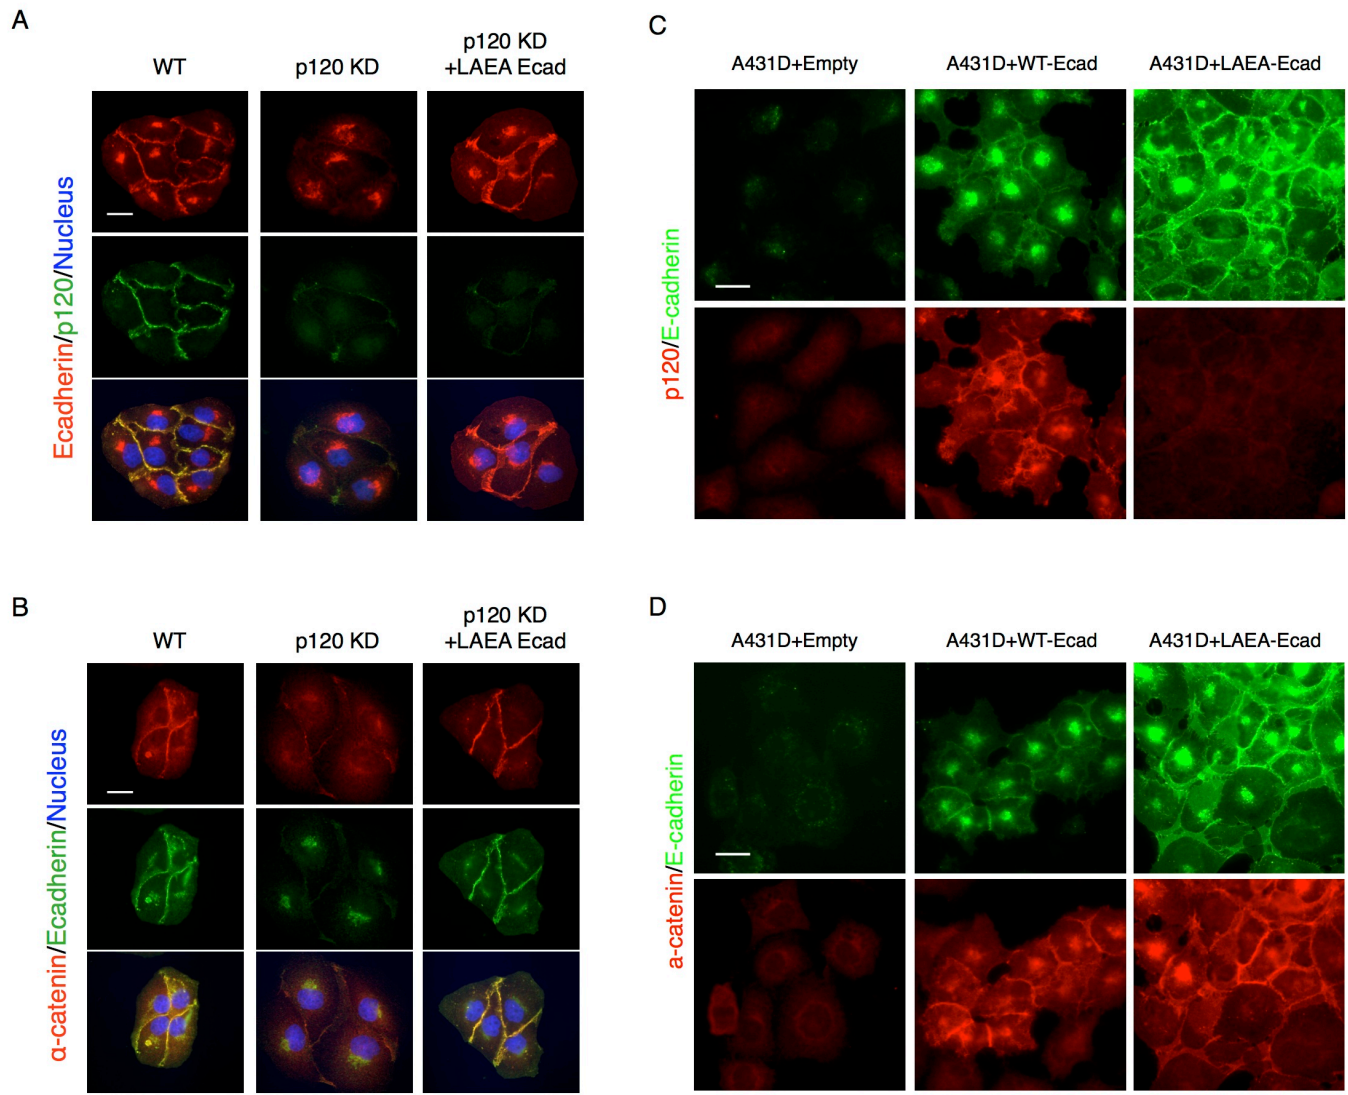 A
WT
p120 KD
p120 KD
+LAEA Ecad
Ecadherin/p120/Nucleus
B
WT
p120 KD
p120 KD
+LAEA Ecad
α-catenin/Ecadherin/Nucleus
C
A431D+Empty
A431D+WT-Ecad
A431D+LAEA-Ecad
p120/E-cadherin
D
A431D+Empty
A431D+WT-Ecad
A431D+LAEA-Ecad
a-catenin/E-cadherin